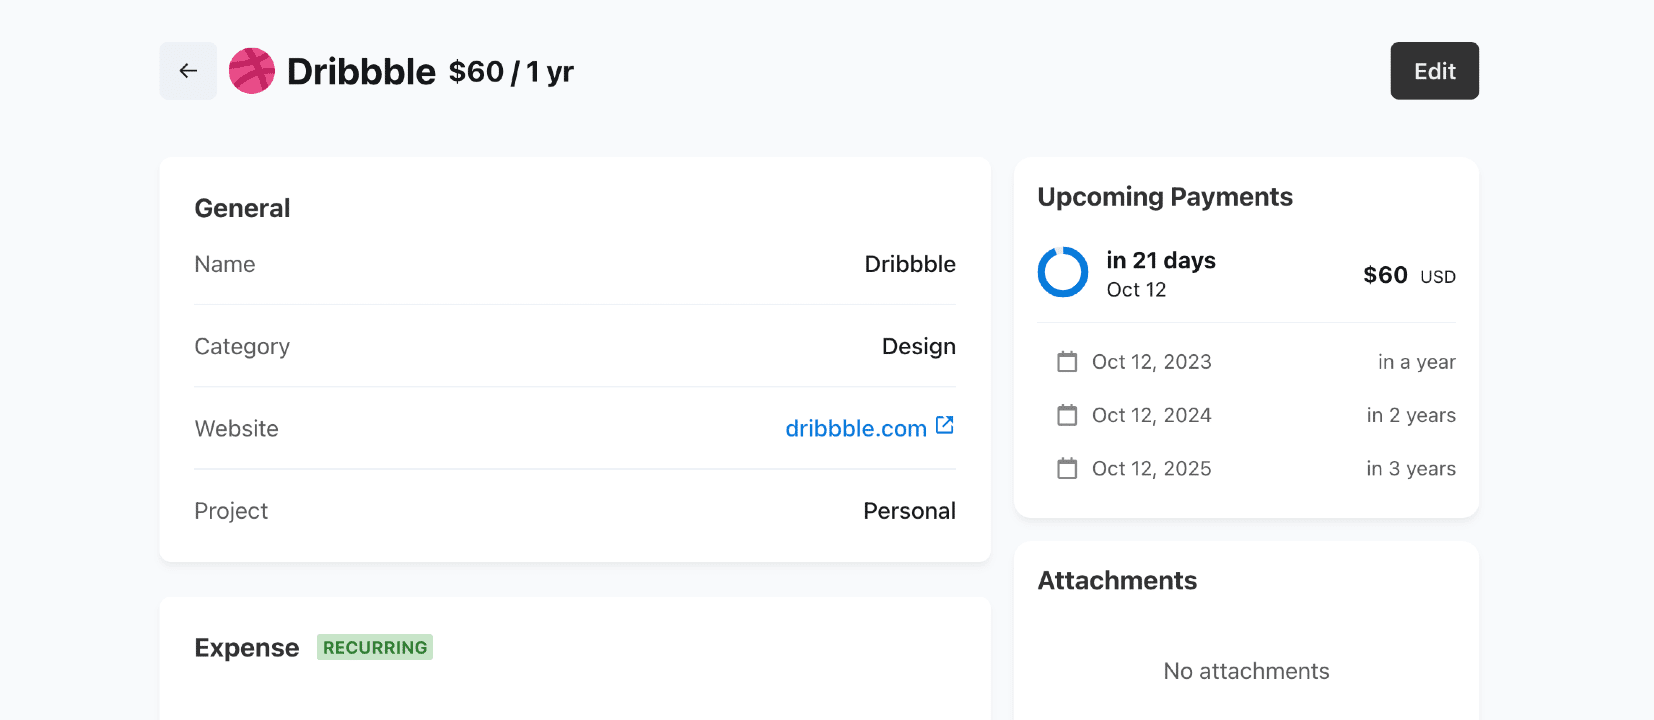 Dribbble $60 / 1 yr
Edit
General
Name Dribbble
Category Design
Website dribbble.com
Project Personal
Expense RECURRING
Upcoming Payments
in 21 days
Oct 12
$60 USD
Oct 12, 2023 in a year
Oct 12, 2024 in 2 years
Oct 12, 2025 in 3 years
Attachments
No attachments